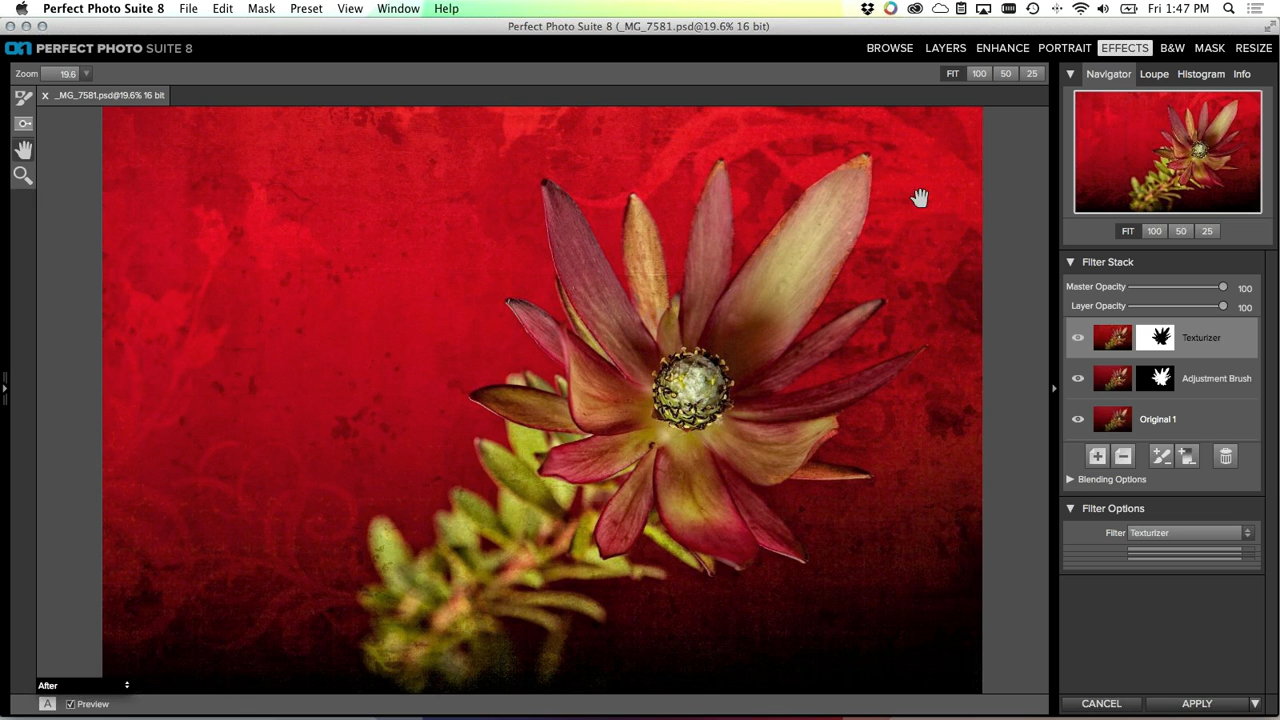 Perfect Photo Suite 8 File Edit Mask Preset View Window Help Fri 1:47 PM
Perfect Photo Suite 8 (_MG_7581.psd@19.6% 16 bit)
on PERFECT PHOTO SUITE 8 BROWSE LAYERS ENHANCE PORTRAIT EFFECTS B&W MASK RESIZE
Zoom 19.6 FIT 100 50 25
Navigator Loupe Histogram Info
X _MG_7581.psd@19.6% 16 bit
FIT 100 50 25
Filter Stack
Master Opacity 100
Layer Opacity 100
Texturizer
Adjustment Brush
Original 1
Blending Options
Filter Options
Filter Texturizer
After
A Preview
CANCEL APPLY